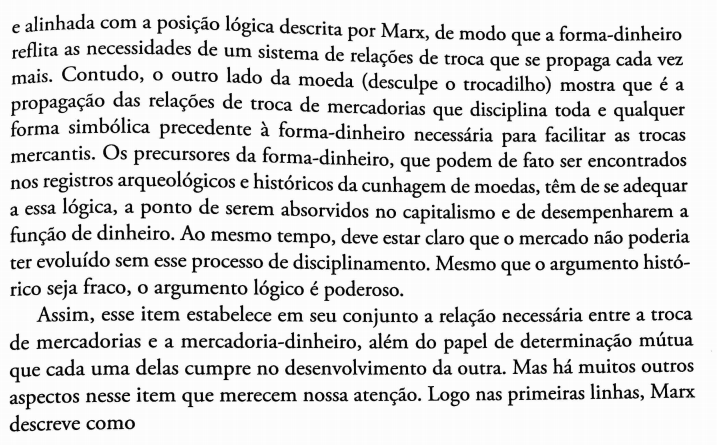 e alinhada com a posição lógica descrita por Marx, de modo que a forma-dinheiro
reflita as necessidades de um sistema de relações de troca que se propaga cada vez
mais. Contudo, o outro lado da moeda (desculpe o trocadilho) mostra que é a
propagação das relações de troca de mercadorias que disciplina toda e qualquer
forma simbólica precedente à forma-dinheiro necessária para facilitar as trocas
mercantis. Os precursores da forma-dinheiro, que podem de fato ser encontrados
nos registros arqueológicos e históricos da cunhagem de moedas, têm de se adequar
a essa lógica, a ponto de serem absorvidos no capitalismo e de desempenharem a
função de dinheiro. Ao mesmo tempo, deve estar claro que o mercado não poderia
ter evoluído sem esse processo de disciplinamento. Mesmo que o argumento histó-
rico seja fraco, o argumento lógico é poderoso.
Assim, esse item estabelece em seu conjunto a relação necessária entre a troca
de mercadorias e a mercadoria-dinheiro, além do papel de determinação mútua
que cada uma delas cumpre no desenvolvimento da outra. Mas há muitos outros
aspectos nesse item que merecem nossa atenção. Logo nas primeiras linhas, Marx
descreve como